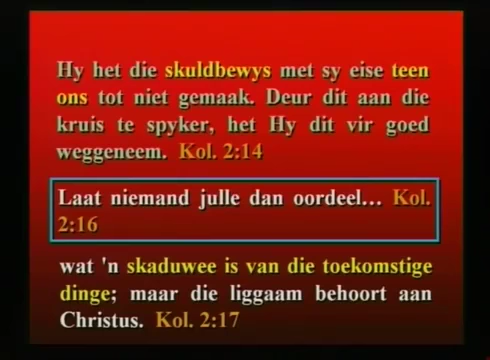 Hy het die skuldbewys met sy eise teen
ons tot niet gemaak. Deur dit aan die
kruis te spyker, het Hy dit vir goed
weggeneem. Kol. 2:14
Laat niemand julle dan oordeel... Kol.
2:16
wat 'n skaduwee is van die toekomstige
dinge; maar die liggaam behoort aan
Christus. Kol. 2:17